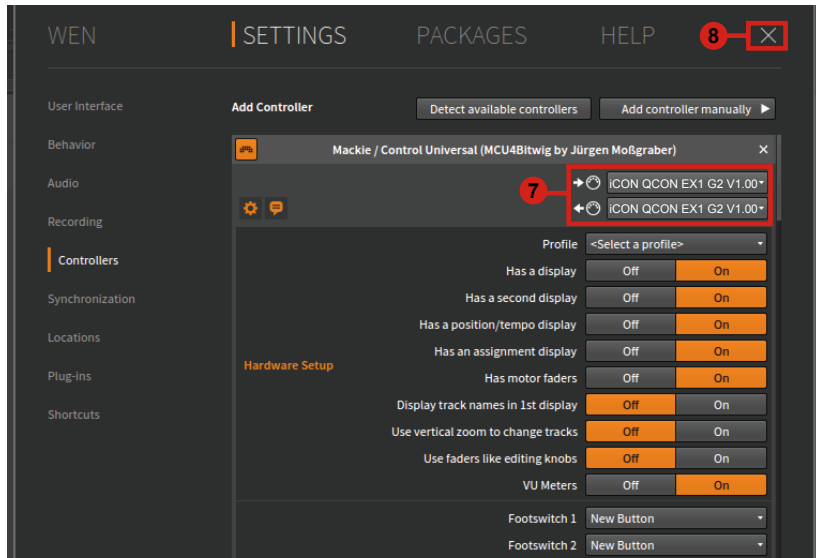 WEN SETTINGS PACKAGES HELP 8
User Interface
Behavior
Audio
Recording
Controllers
Synchronization
Locations
Plug-ins
Shortcuts
Add Controller Detect available controllers Add controller manually
Mackie / Control Universal (MCU4Bitwig by Jürgen Moßgraber)
7
iCON QCON EX1 G2 V1.00
iCON QCON EX1 G2 V1.00
Hardware Setup
Profile <Select a profile>
Has a display Off On
Has a second display Off On
Has a position/tempo display Off On
Has an assignment display Off On
Has motor faders Off On
Display track names in 1st display Off On
Use vertical zoom to change tracks Off On
Use faders like editing knobs Off On
VU Meters Off On
Footswitch 1 New Button
Footswitch 2 New Button